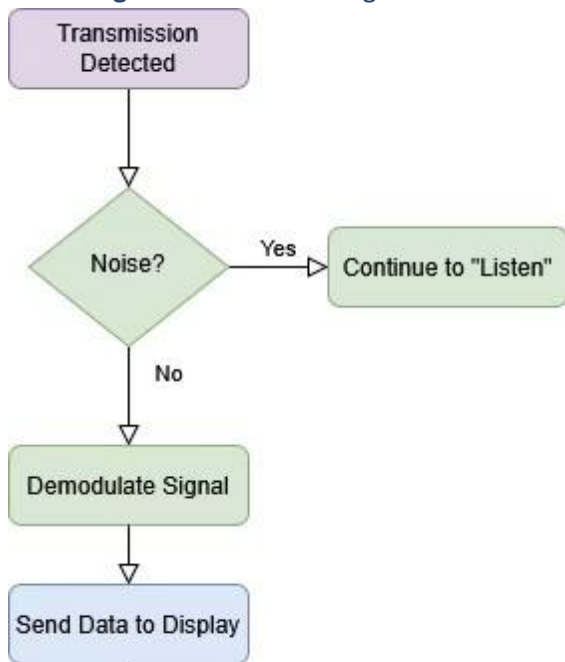 Transmission
Detected
Noise?
Yes
Continue to "Listen"
No
Demodulate Signal
Send Data to Display